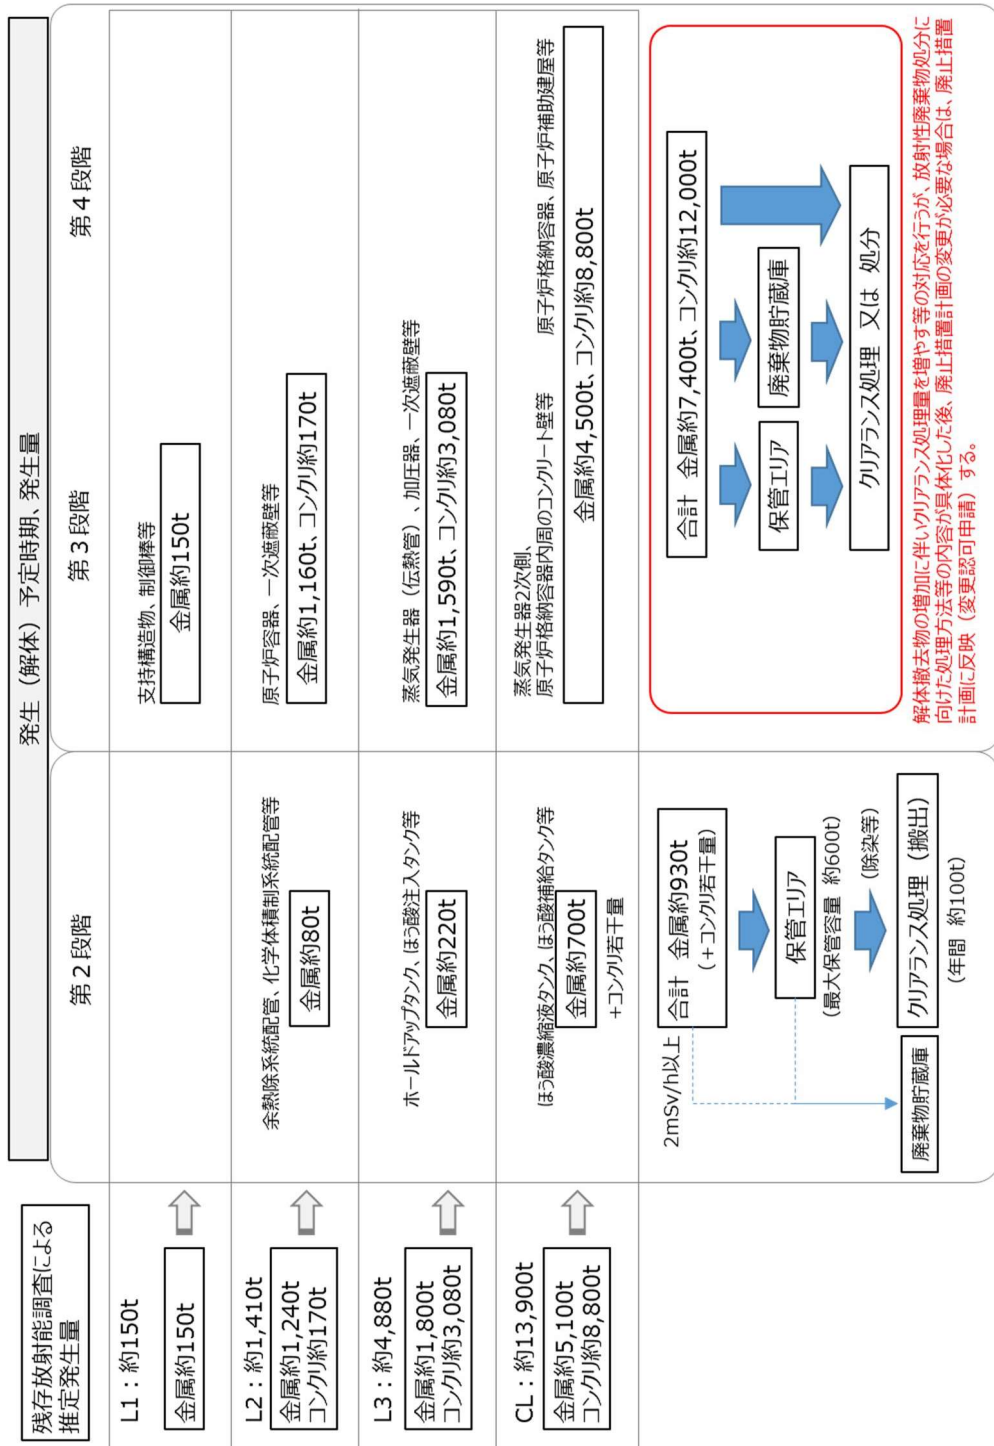 残存放射能調査による
推定発生量
発生（解体）予定時期、発生量
第２段階
第３段階
第４段階
L1：約150t
金属約150t
支持構造物、制御棒等
金属約150t
L2：約1,410t
金属約1,240t
コンクリ約170t
余熱除系統配管、化学体積制系統配管等
金属約80t
原子炉容器、一次遮蔽壁等
金属約1,160t、コンクリ約170t
L3：約4,880t
金属約1,800t
コンクリ約3,080t
ホールドアップタンク、ほう酸注入タンク等
金属約220t
蒸気発生器（伝熱管）、加圧器、一次遮蔽壁等
金属約1,590t、コンクリ約3,080t
CL：約13,900t
金属約5,100t
コンクリ約8,800t
ほう酸濃縮液タンク、ほう酸補給タンク等
金属約700t
＋コンクリ若干量
蒸気発生器2次側、
原子炉格納容器内周のコンクリート壁等
原子炉格納容器、原子炉補助建屋等
金属約4,500t、コンクリ約8,800t
2mSv/h以上
合計 金属約930t
（＋コンクリ若干量）
保管エリア
（最大保管容量 約600t）
（除染等）
廃棄物貯蔵庫
クリアランス処理（搬出）
（年間 約100t）
合計 金属約7,400t、コンクリ約12,000t
保管エリア
廃棄物貯蔵庫
クリアランス処理 又は 処分
解体撤去物の増加に伴いクリアランス処理量を増やす等の対応を行うが、放射性廃棄物処分に
向けた処理方法等の内容が具体化した後、廃止措置計画の変更が必要な場合は、廃止措置
計画に反映（変更認可申請）する。